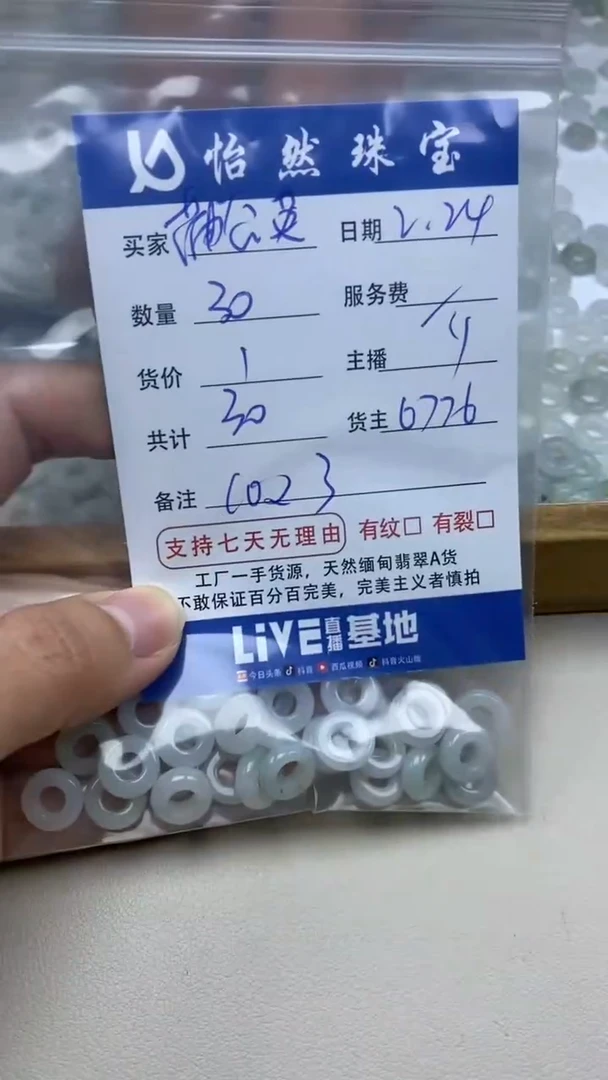 怡然珠宝
买家 蒲公英 日期 2.24
数量 30 服务费 /
货价 1 主播 y
共计 30 货主 6776
备注 (023)
支持七天无理由 有纹□ 有裂□
工厂一手货源，天然缅甸翡翠A货
不敢保证百分百完美，完美主义者慎拍
LiVE直播基地
今日头条 抖音 西瓜视频 抖音火山版